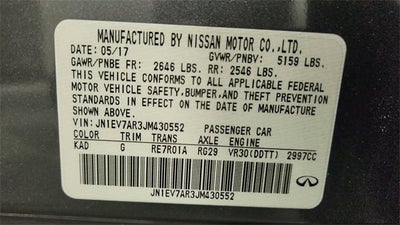 MANUFACTURED BY NISSAN MOTOR CO.,LTD.
DATE: 05/17 GVWR/PNBV: 5159 LBS.
GAWR/PNBE FR: 2646 LBS. RR: 2546 LBS.
THIS VEHICLE CONFORMS TO ALL APPLICABLE FEDERAL
MOTOR VEHICLE SAFETY,BUMPER,AND THEFT PREVENTION
STANDARDS IN EFFECT ON THE DATE OF MANUFACTURE
SHOWN ABOVE.
VIN:JN1EV7AR3JM430552 PASSENGER CAR
COLOR TRIM TRANS AXLE ENGINE
KAD G RE7R01A RG29 VR30(DDTT) 2997CC
JN1EV7AR3JM430552
INFINITI